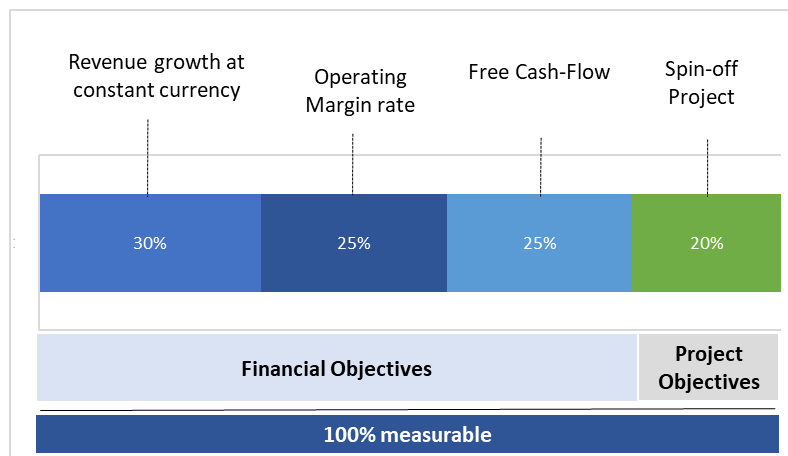 Revenue growth at
constant currency
Operating
Margin rate
Free Cash-Flow
Spin-off
Project
30%
25%
25%
20%
Financial Objectives
Project
Objectives
100% measurable